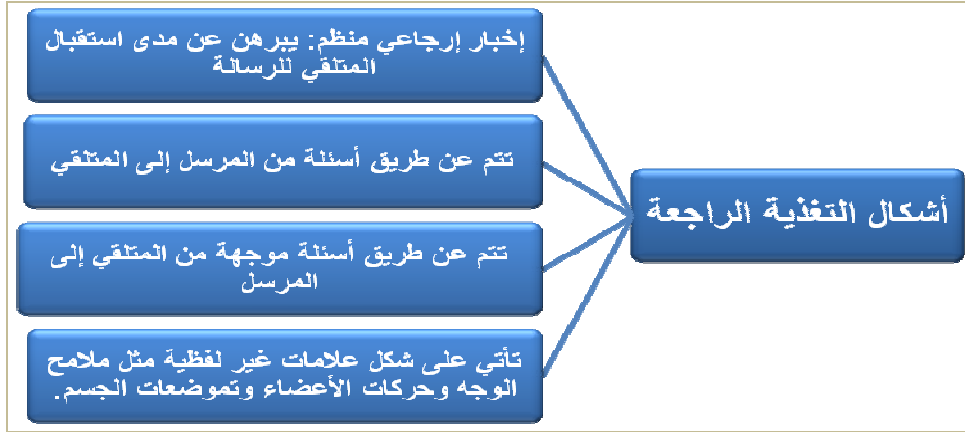 أشكال التغذية الراجعة
إخبار إرجاعي منظم: يبرهن عن مدى استقبال
المتلقي للرسالة
تتم عن طريق أسئلة من المرسل إلى المتلقي
تتم عن طريق أسئلة موجهة من المتلقي إلى
المرسل
تأتي على شكل علامات غير لفظية مثل ملامح
الوجه وحركات الأعضاء وتموضعات الجسم.